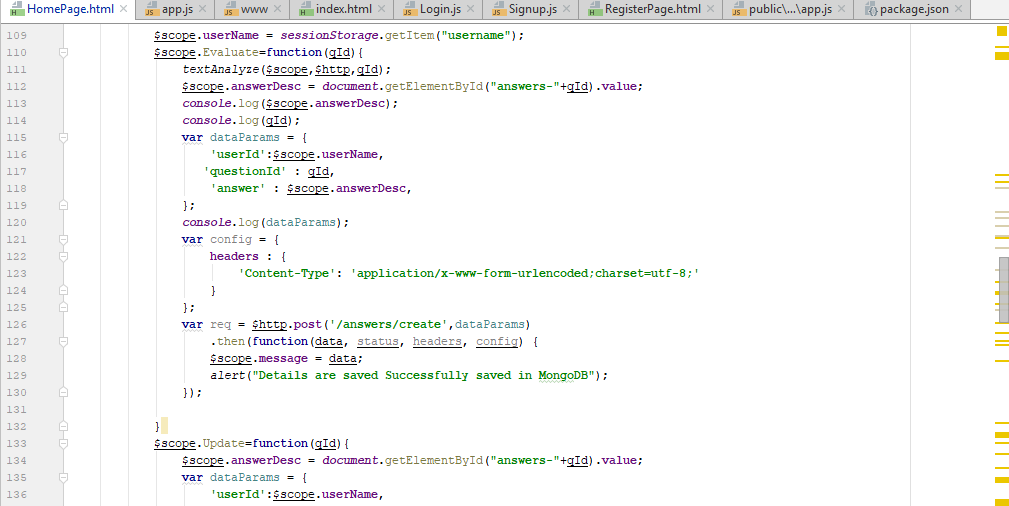 HomePage.html app.js www index.html Login.js Signup.js RegisterPage.html public\...\app.js package.json
109 $scope.userName = sessionStorage.getItem("username");
110 $scope.Evaluate=function(qId){
111 textAnalyze($scope,$http,qId);
112 $scope.answerDesc = document.getElementById("answers-"+qId).value;
113 console.log($scope.answerDesc);
114 console.log(qId);
115 var dataParams = {
116 'userId':$scope.userName,
117 'questionId' : qId,
118 'answer' : $scope.answerDesc,
119 };
120 console.log(dataParams);
121 var config = {
122 headers : {
123 'Content-Type': 'application/x-www-form-urlencoded;charset=utf-8;'
124 }
125 };
126 var req = $http.post('/answers/create',dataParams)
127 .then(function(data, status, headers, config) {
128 $scope.message = data;
129 alert("Details are saved Successfully saved in MongoDB");
130 });
131
132 }
133 $scope.Update=function(qId){
134 $scope.answerDesc = document.getElementById("answers-"+qId).value;
135 var dataParams = {
136 'userId':$scope.userName,